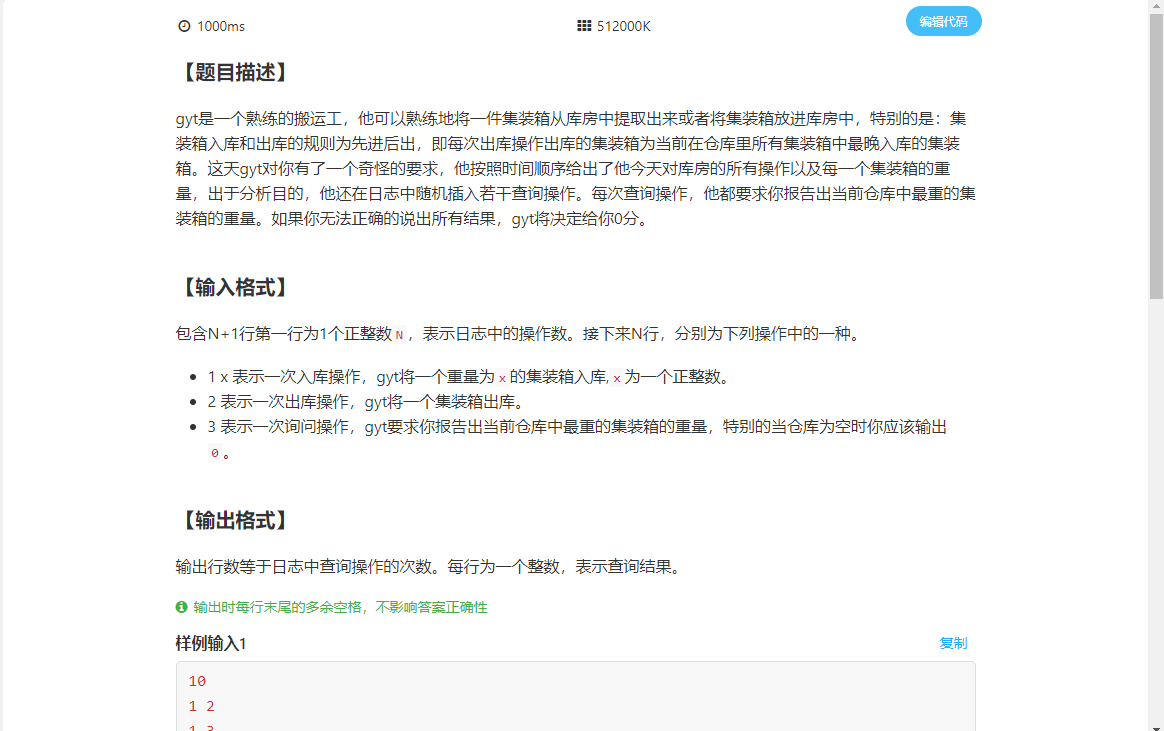 1000ms
512000K
编辑代码
【题目描述】
gyt是一个熟练的搬运工，他可以熟练地将一件集装箱从库房中提取出来或者将集装箱放进库房中，特别的是：集
装箱入库和出库的规则为先进后出，即每次出库操作出库的集装箱为当前在仓库里所有集装箱中最晚入库的集装
箱。这天gyt对你有了一个奇怪的要求，他按照时间顺序给出了他今天对库房的所有操作以及每一个集装箱的重
量，出于分析目的，他还在日志中随机插入若干查询操作。每次查询操作，他都要求你报告出当前仓库中最重的集
装箱的重量。如果你无法正确的说出所有结果，gyt将决定给你0分。
【输入格式】
包含N+1行第一行为1个正整数 N ，表示日志中的操作数。接下来N行，分别为下列操作中的一种。
1 x 表示一次入库操作，gyt将一个重量为 x 的集装箱入库, x 为一个正整数。
2 表示一次出库操作，gyt将一个集装箱出库。
3 表示一次询问操作，gyt要求你报告出当前仓库中最重的集装箱的重量，特别的当仓库为空时你应该输出
0 。
【输出格式】
输出行数等于日志中查询操作的次数。每行为一个整数，表示查询结果。
输出时每行末尾的多余空格，不影响答案正确性
样例输入1
复制
10
1 2
1 3